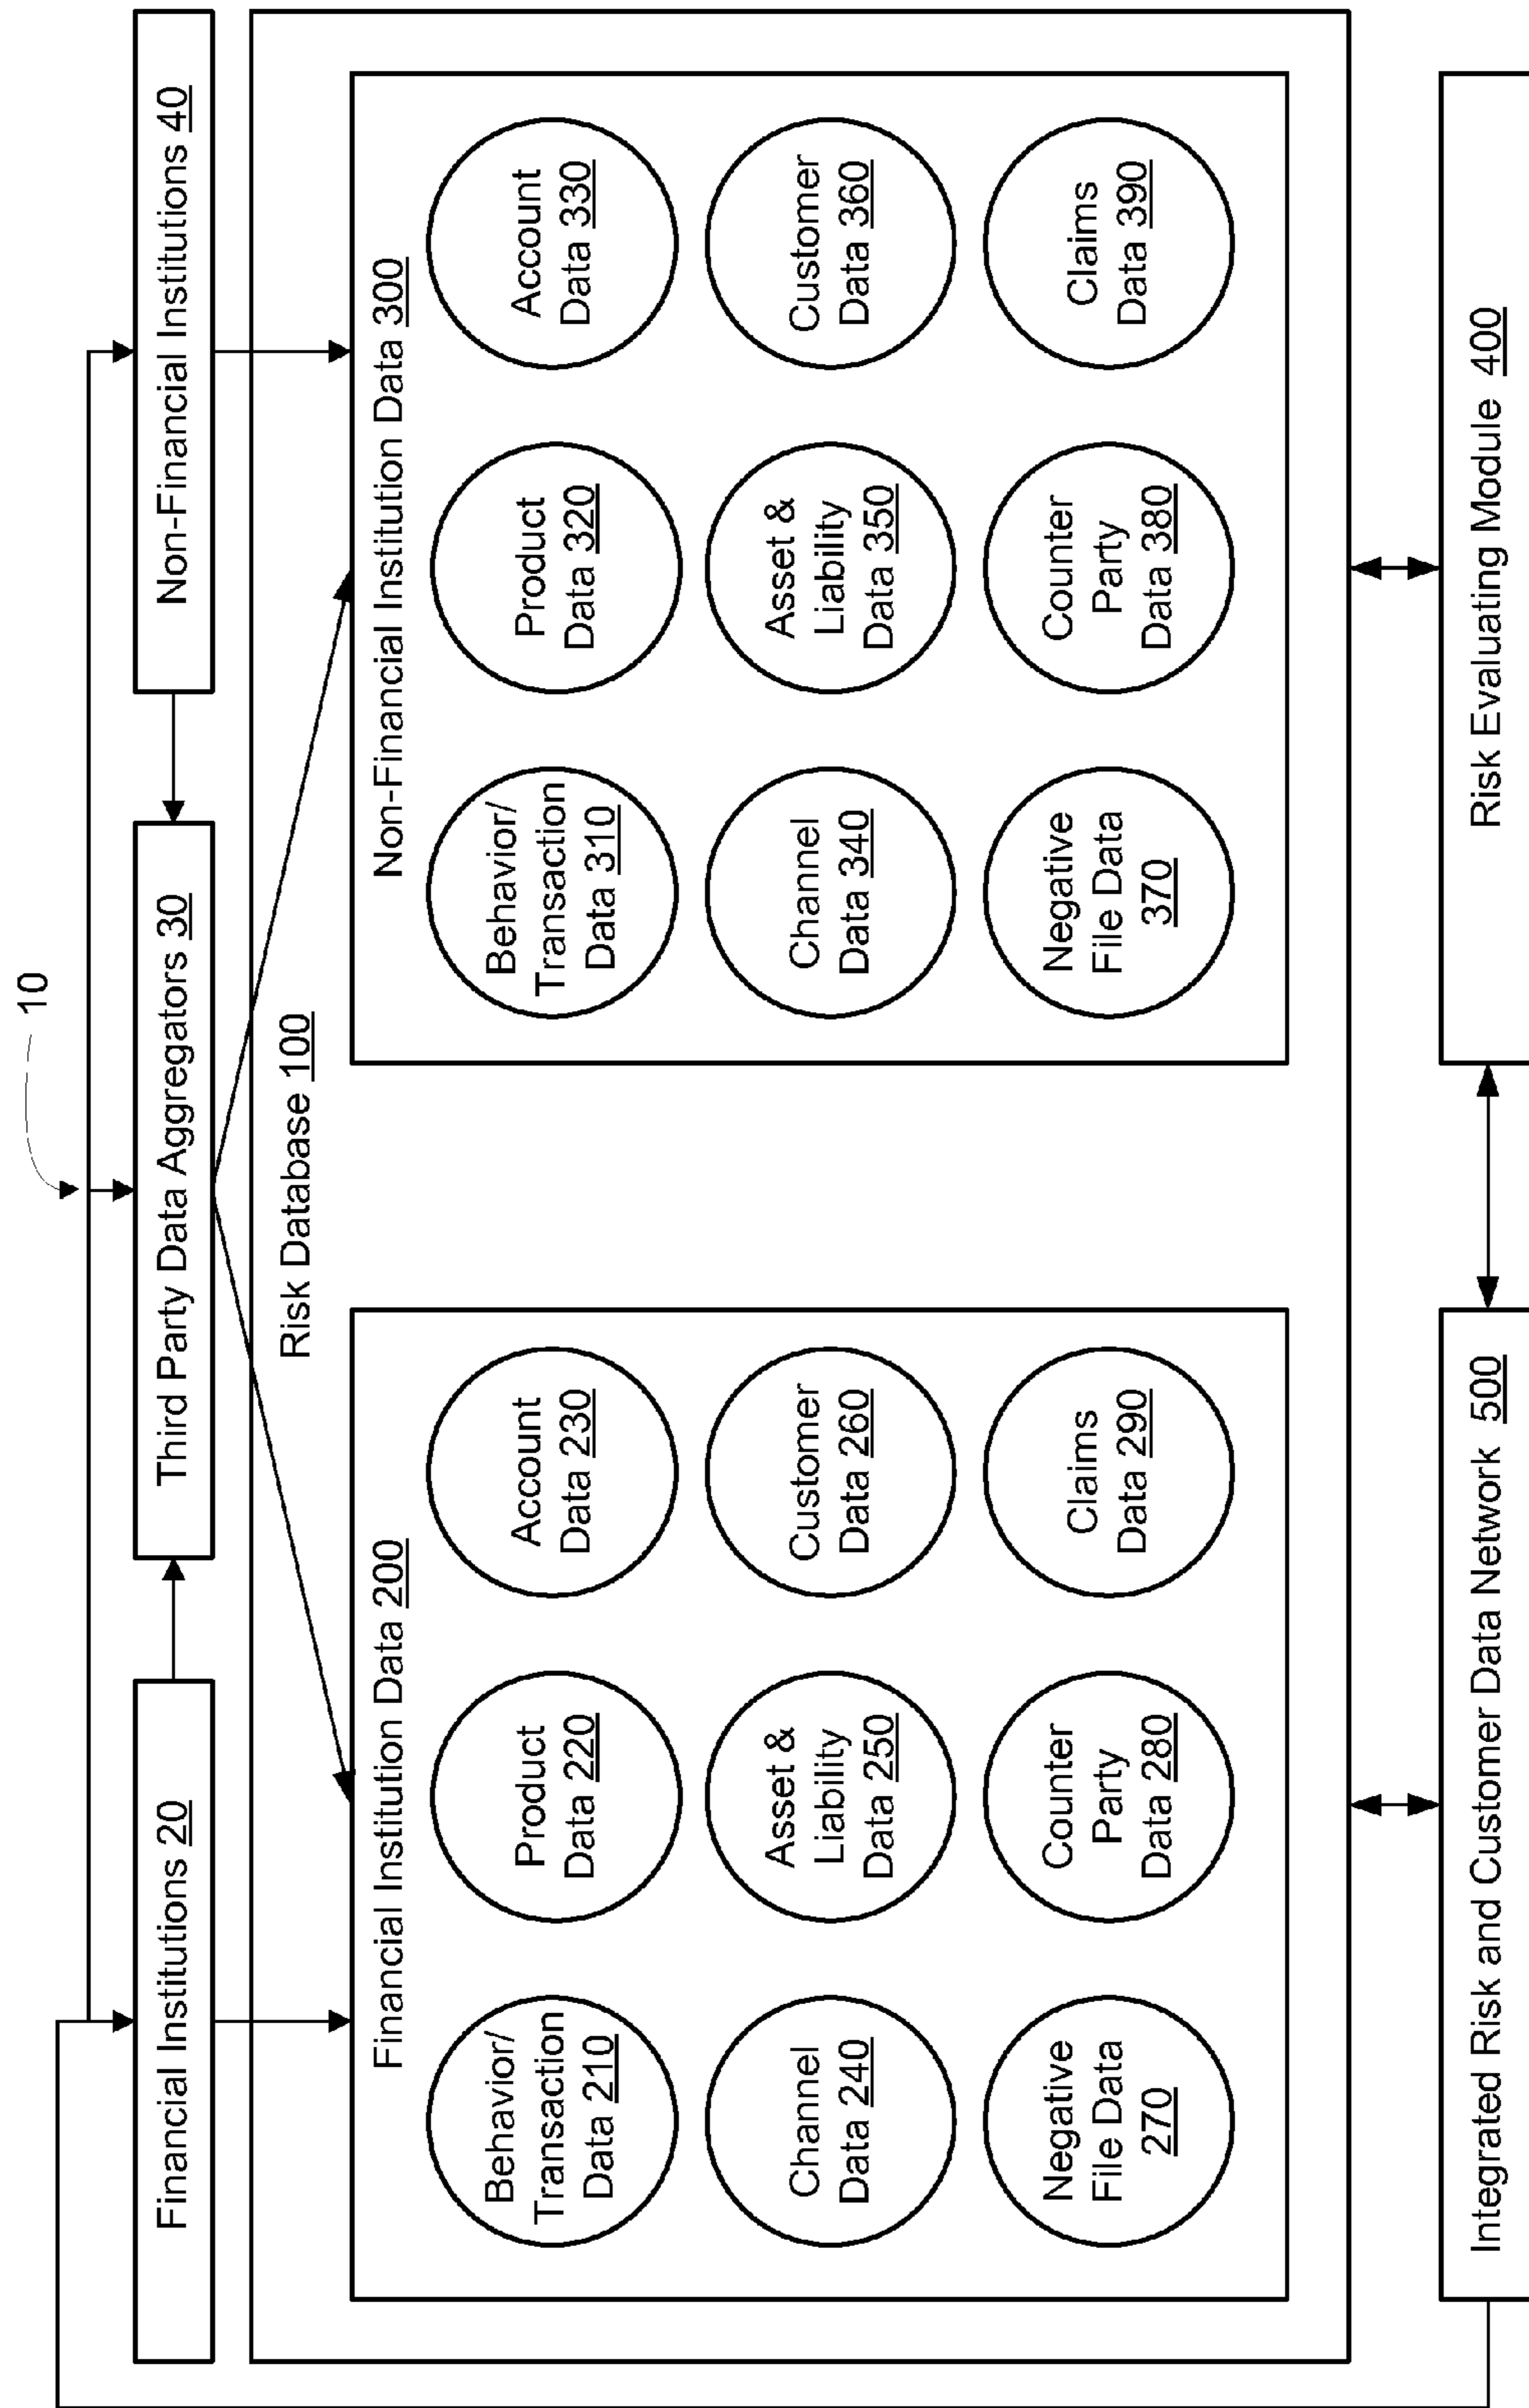 10
Financial Institutions 20
Third Party Data Aggregators 30
Non-Financial Institutions 40
Risk Database 100
Financial Institution Data 200
Behavior/
Transaction
Data 210
Product
Data 220
Account
Data 230
Channel
Data 240
Asset &
Liability
Data 250
Customer
Data 260
Negative
File Data
270
Counter
Party
Data 280
Claims
Data 290
Non-Financial Institution Data 300
Behavior/
Transaction
Data 310
Product
Data 320
Account
Data 330
Channel
Data 340
Asset &
Liability
Data 350
Customer
Data 360
Negative
File Data
370
Counter
Party
Data 380
Claims
Data 390
Integrated Risk and Customer Data Network 500
Risk Evaluating Module 400